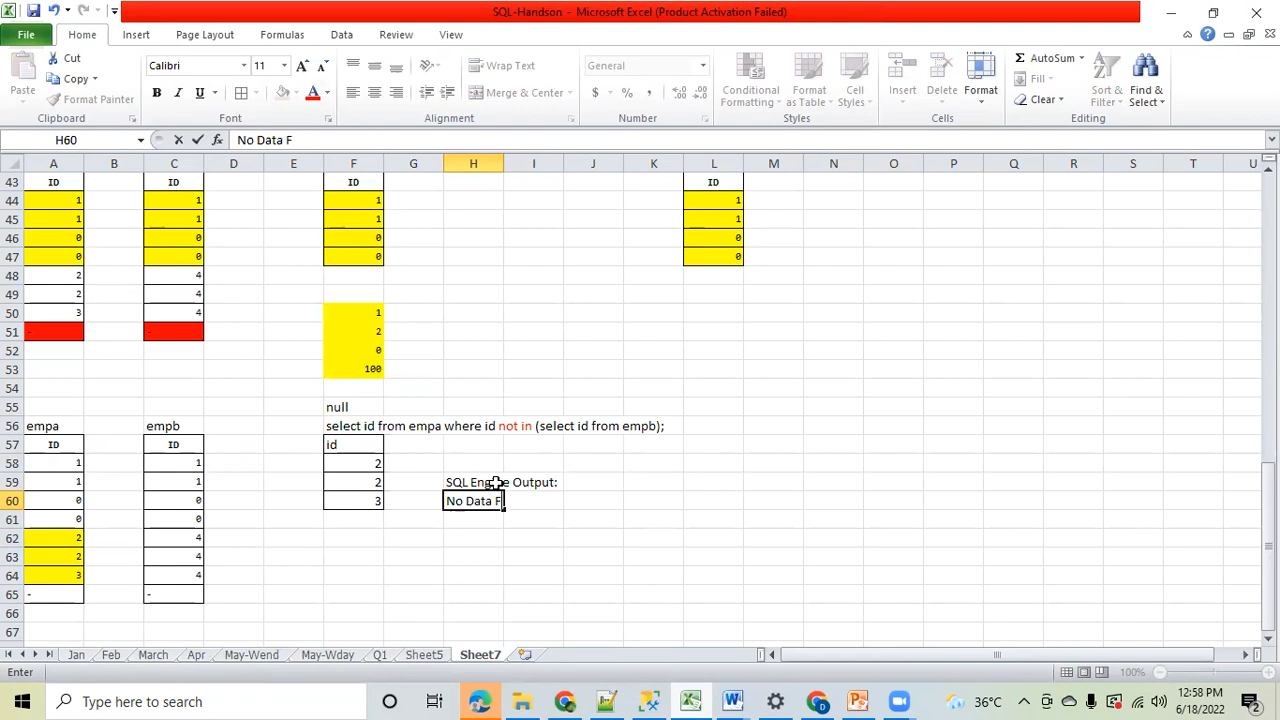 SQL-Handson - Microsoft Excel (Product Activation Failed)
File Home Insert Page Layout Formulas Data Review View
Cut
Copy
Format Painter
Paste
Clipboard
Calibri 11
B I U
Font
Wrap Text
Merge & Center
Alignment
General
$ % ,
Number
Conditional Formatting
Format as Table
Cell Styles
Styles
Insert Delete Format
Cells
AutoSum
Fill
Clear
Sort & Filter
Find & Select
Editing
H60 fx No Data F
A B C D E F G H I J K L M N O P Q R S T U
43 ID ID ID ID
44 1 1 1 1
45 1 1 1 1
46 0 0 0 0
47 0 0 0 0
48 2 4
49 2 4
50 3 4 1
51 - - 2
52 0
53 100
54
55 null
56 empa empb select id from empa where id not in (select id from empb);
57 ID ID id
58 1 1 2
59 1 1 2 SQL Engine Output:
60 0 0 3 No Data F
61 0 0
62 2 4
63 2 4
64 3 4
65 - -
66
67
Jan Feb March Apr May-Wend May-Wday Q1 Sheet5 Sheet7
Enter 100%
Type here to search 36°C 12:58 PM
6/18/2022 2